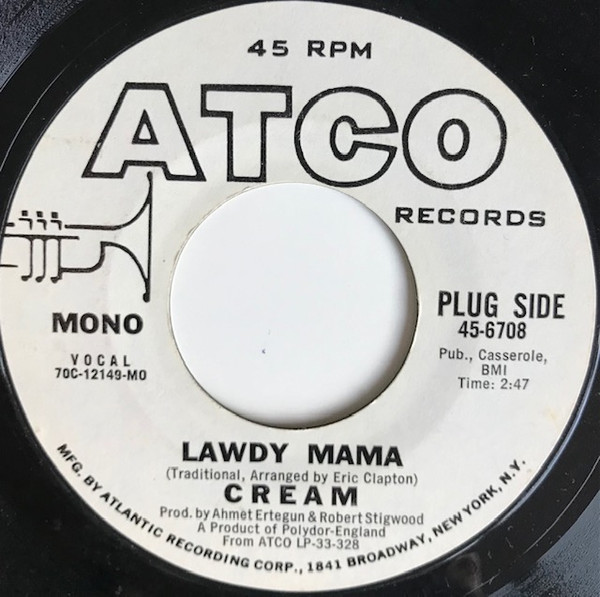 45 RPM
ATCO
RECORDS
MONO
VOCAL
70C-12149-MO
PLUG SIDE
45-6708
Pub., Casserole,
BMI
Time: 2:47
LAWDY MAMA
(Traditional, Arranged by Eric Clapton)
CREAM
Prod. by Ahmet Ertegun & Robert Stigwood
A Product of Polydor-England
From ATCO LP-33-328
MFG. BY ATLANTIC RECORDING CORP., 1841 BROADWAY, NEW YORK, N.Y.